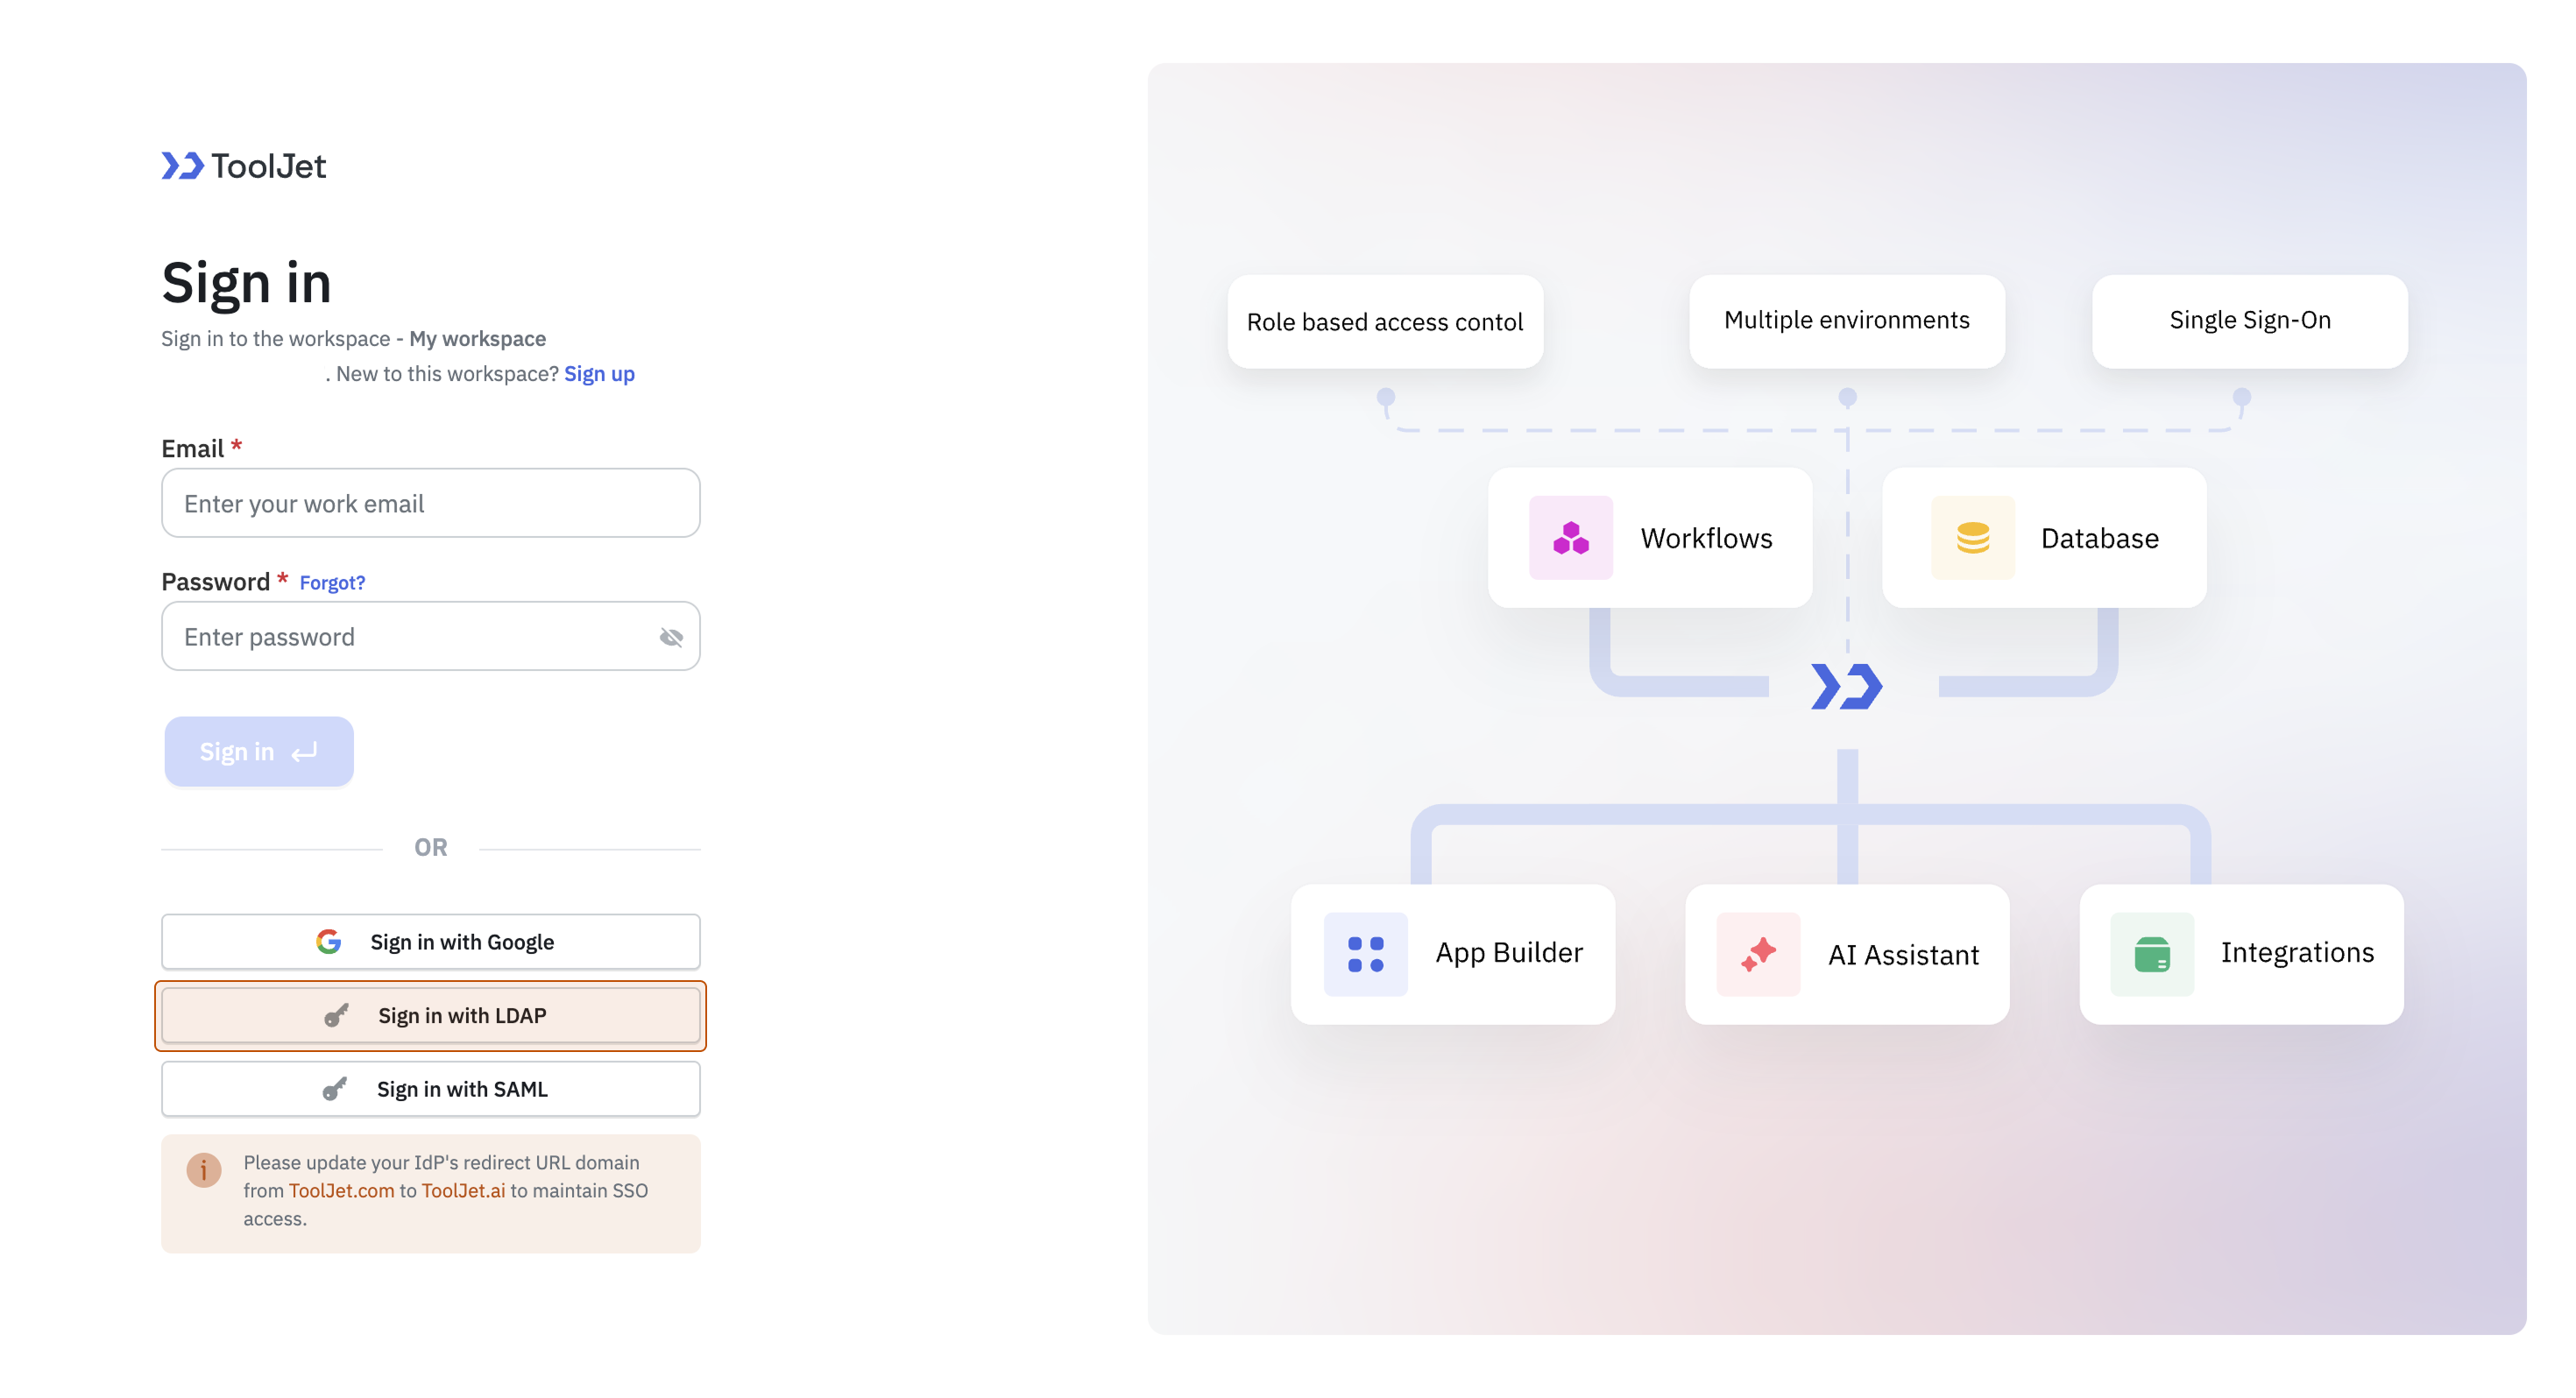 ToolJet
Sign in
Sign in to the workspace - My workspace
. New to this workspace? Sign up
Email *
Enter your work email
Password * Forgot?
Enter password
Sign in
OR
Sign in with Google
Sign in with LDAP
Sign in with SAML
Please update your IdP's redirect URL domain
from ToolJet.com to ToolJet.ai to maintain SSO
access.
Role based access contol
Multiple environments
Single Sign-On
Workflows
Database
App Builder
AI Assistant
Integrations